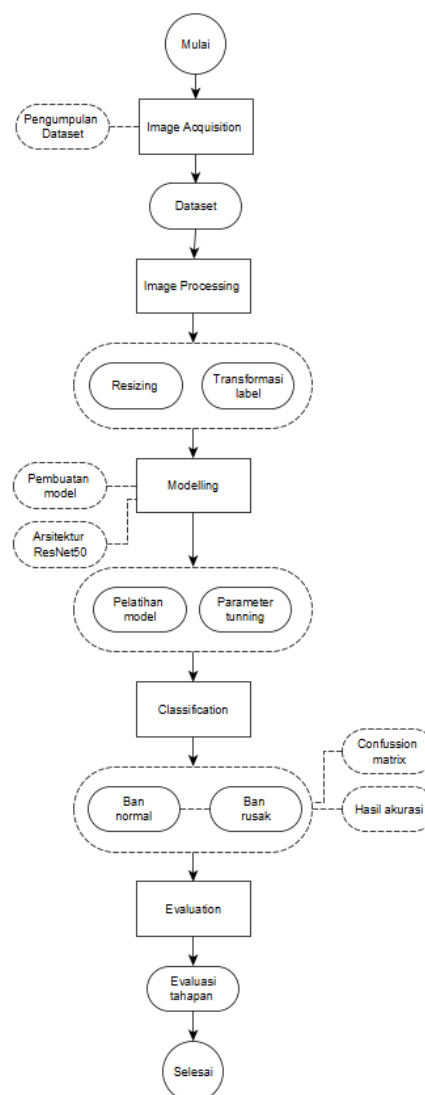 Mulai
Pengumpulan
Dataset
Image Acquisition
Dataset
Image Processing
Resizing
Transformasi
label
Pembuatan
model
Modelling
Arsitektur
ResNet50
Pelatihan
model
Parameter
tunning
Classification
Confussion
matrix
Ban
normal
Ban
rusak
Hasil akurasi
Evaluation
Evaluasi
tahapan
Selesai